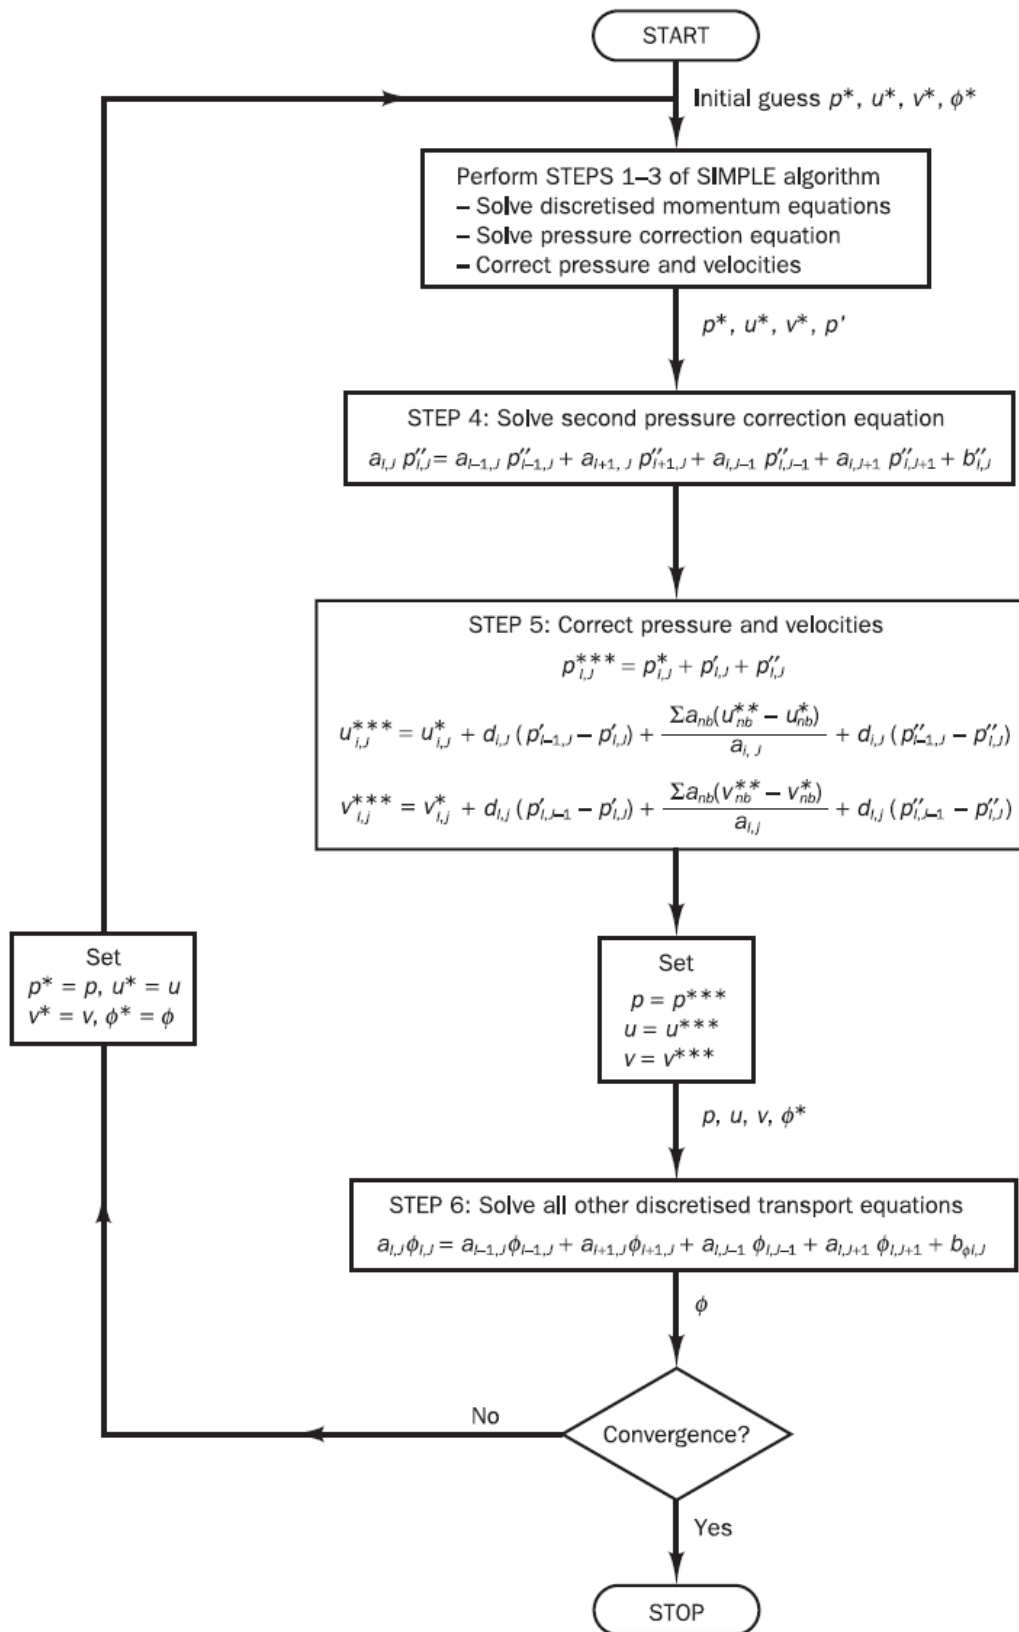 START
Initial guess p*, u*, v*, ϕ*
Perform STEPS 1–3 of SIMPLE algorithm
– Solve discretised momentum equations
– Solve pressure correction equation
– Correct pressure and velocities
p*, u*, v*, p′
STEP 4: Solve second pressure correction equation
a_{I,J} p″_{I,J} = a_{I–1,J} p″_{I–1,J} + a_{I+1,J} p″_{I+1,J} + a_{I,J–1} p″_{I,J–1} + a_{I,J+1} p″_{I,J+1} + b″_{I,J}
STEP 5: Correct pressure and velocities
p***_{I,J} = p*_{I,J} + p′_{I,J} + p″_{I,J}
u***_{i,J} = u*_{i,J} + d_{i,J} (p′_{I–1,J} – p′_{I,J}) + Σa_{nb}(u**_{nb} – u*_{nb}) / a_{i,J} + d_{i,J} (p″_{I–1,J} – p″_{I,J})
v***_{I,j} = v*_{I,j} + d_{I,j} (p′_{I,J–1} – p′_{I,J}) + Σa_{nb}(v**_{nb} – v*_{nb}) / a_{I,j} + d_{I,j} (p″_{I,J–1} – p″_{I,J})
Set
p = p***
u = u***
v = v***
Set
p* = p, u* = u
v* = v, ϕ* = ϕ
p, u, v, ϕ*
STEP 6: Solve all other discretised transport equations
a_{I,J}ϕ_{I,J} = a_{I–1,J}ϕ_{I–1,J} + a_{I+1,J}ϕ_{I+1,J} + a_{I,J–1} ϕ_{I,J–1} + a_{I,J+1} ϕ_{I,J+1} + b_{ϕI,J}
ϕ
No
Convergence?
Yes
STOP